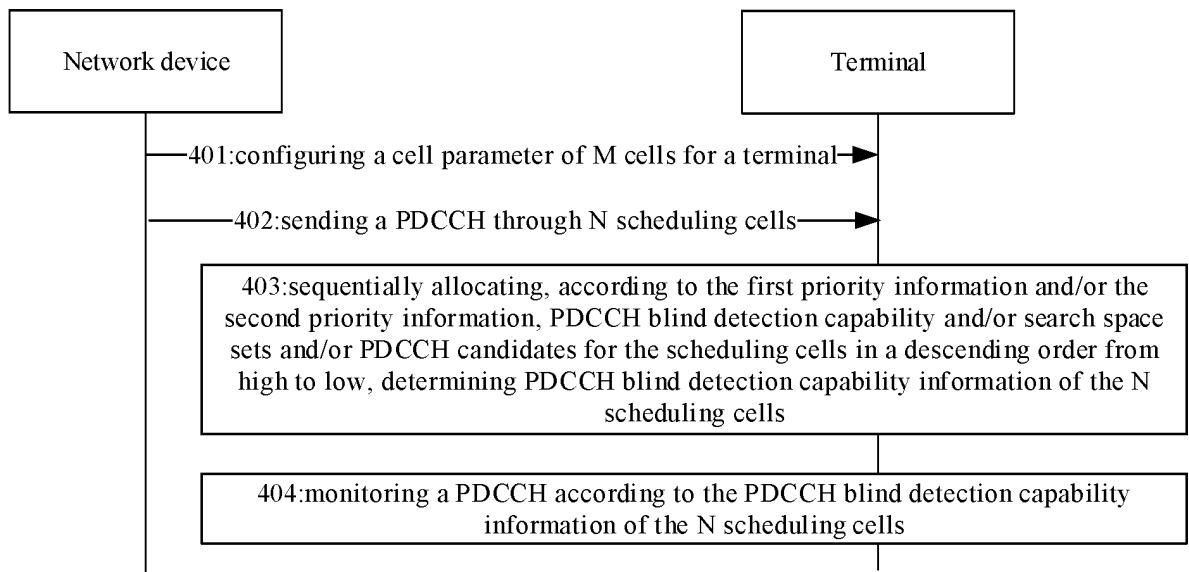 Network device
Terminal
401:configuring a cell parameter of M cells for a terminal
402:sending a PDCCH through N scheduling cells
403:sequentially allocating, according to the first priority information and/or the
second priority information, PDCCH blind detection capability and/or search space
sets and/or PDCCH candidates for the scheduling cells in a descending order from
high to low, determining PDCCH blind detection capability information of the N
scheduling cells
404:monitoring a PDCCH according to the PDCCH blind detection capability
information of the N scheduling cells